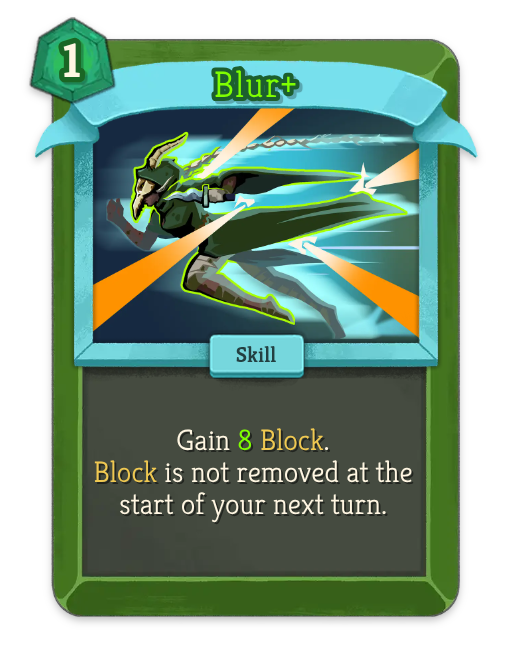 1
Blur+
Skill
Gain 8 Block.
Block is not removed at the
start of your next turn.